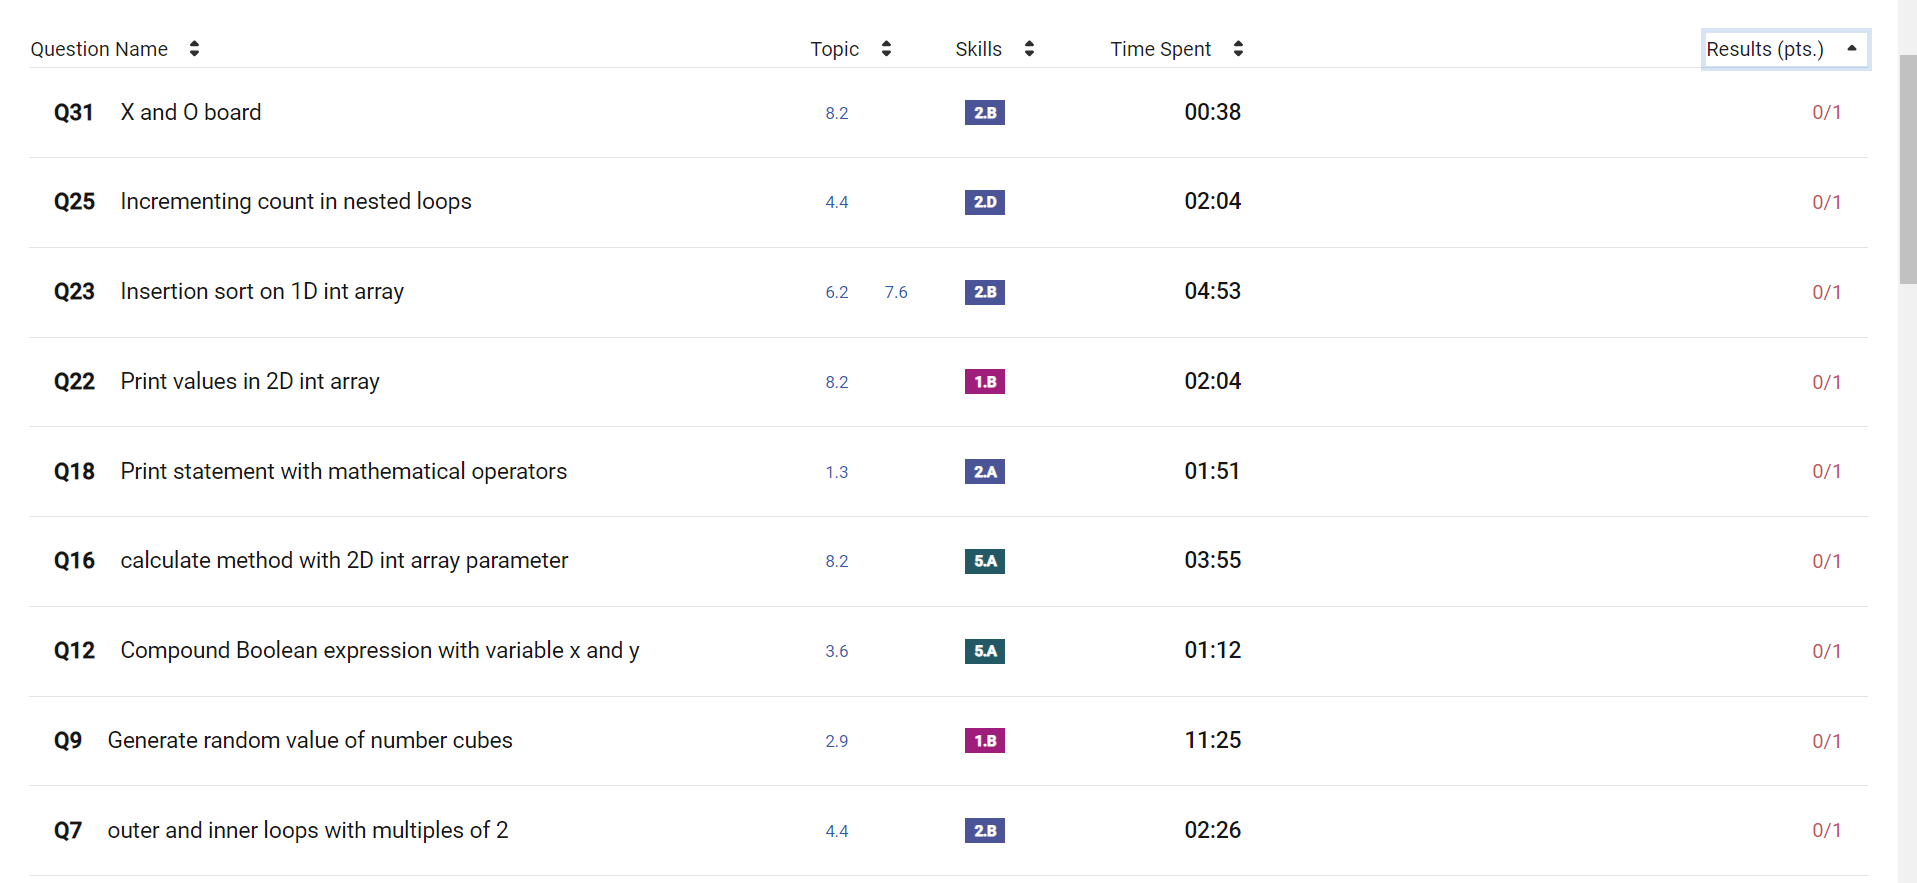 Question Name Topic Skills Time Spent Results (pts.)
Q31 X and O board 8.2 2.B 00:38 0/1
Q25 Incrementing count in nested loops 4.4 2.D 02:04 0/1
Q23 Insertion sort on 1D int array 6.2 7.6 2.B 04:53 0/1
Q22 Print values in 2D int array 8.2 1.B 02:04 0/1
Q18 Print statement with mathematical operators 1.3 2.A 01:51 0/1
Q16 calculate method with 2D int array parameter 8.2 5.A 03:55 0/1
Q12 Compound Boolean expression with variable x and y 3.6 5.A 01:12 0/1
Q9 Generate random value of number cubes 2.9 1.B 11:25 0/1
Q7 outer and inner loops with multiples of 2 4.4 2.B 02:26 0/1